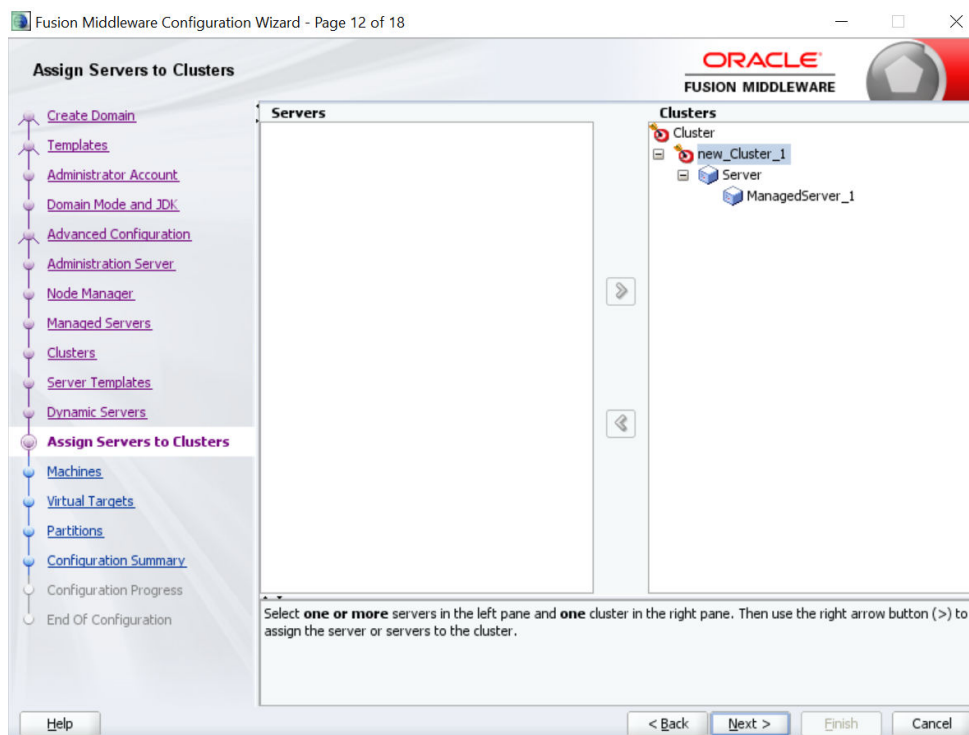 Fusion Middleware Configuration Wizard - Page 12 of 18
Assign Servers to Clusters
ORACLE
FUSION MIDDLEWARE
Create Domain
Templates
Administrator Account
Domain Mode and JDK
Advanced Configuration
Administration Server
Node Manager
Managed Servers
Clusters
Server Templates
Dynamic Servers
Assign Servers to Clusters
Machines
Virtual Targets
Partitions
Configuration Summary
Configuration Progress
End Of Configuration
Servers
Clusters
Cluster
new_Cluster_1
Server
ManagedServer_1
Select one or more servers in the left pane and one cluster in the right pane. Then use the right arrow button (>) to
assign the server or servers to the cluster.
Help
< Back
Next >
Finish
Cancel